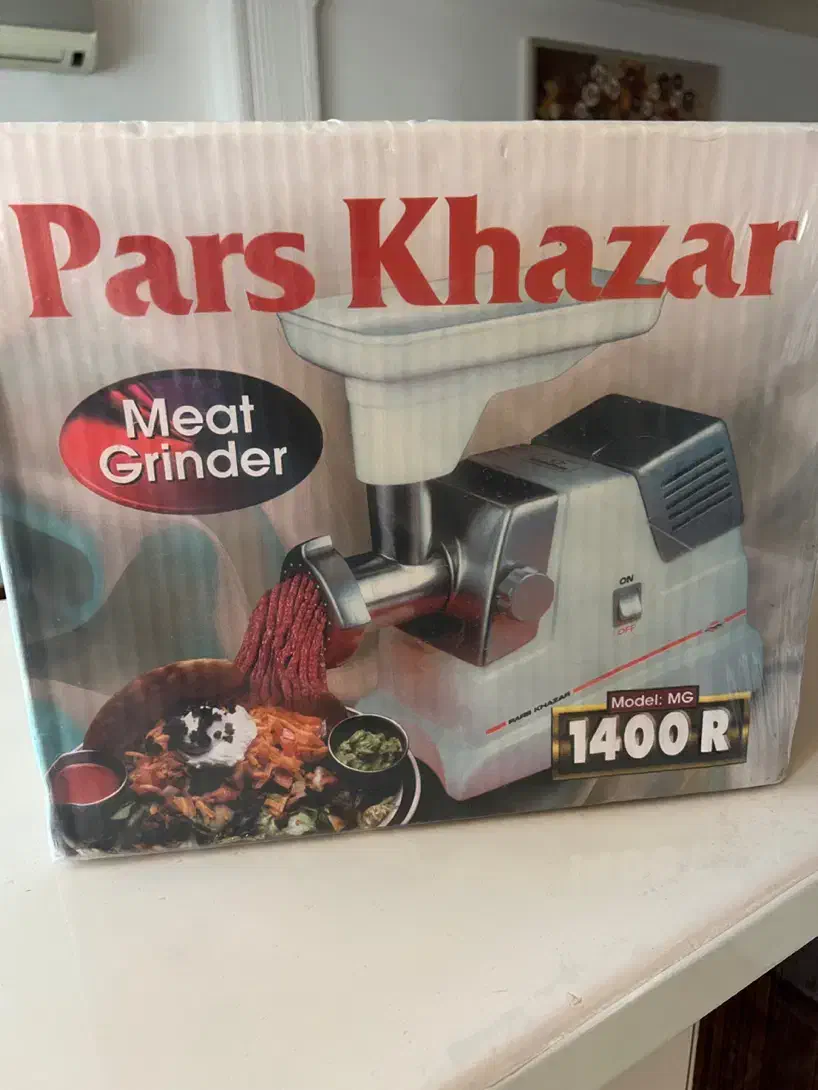 Pars Khazar
Meat
Grinder
ON
OFF
PARS KHAZAR
Model: MG
1400 R